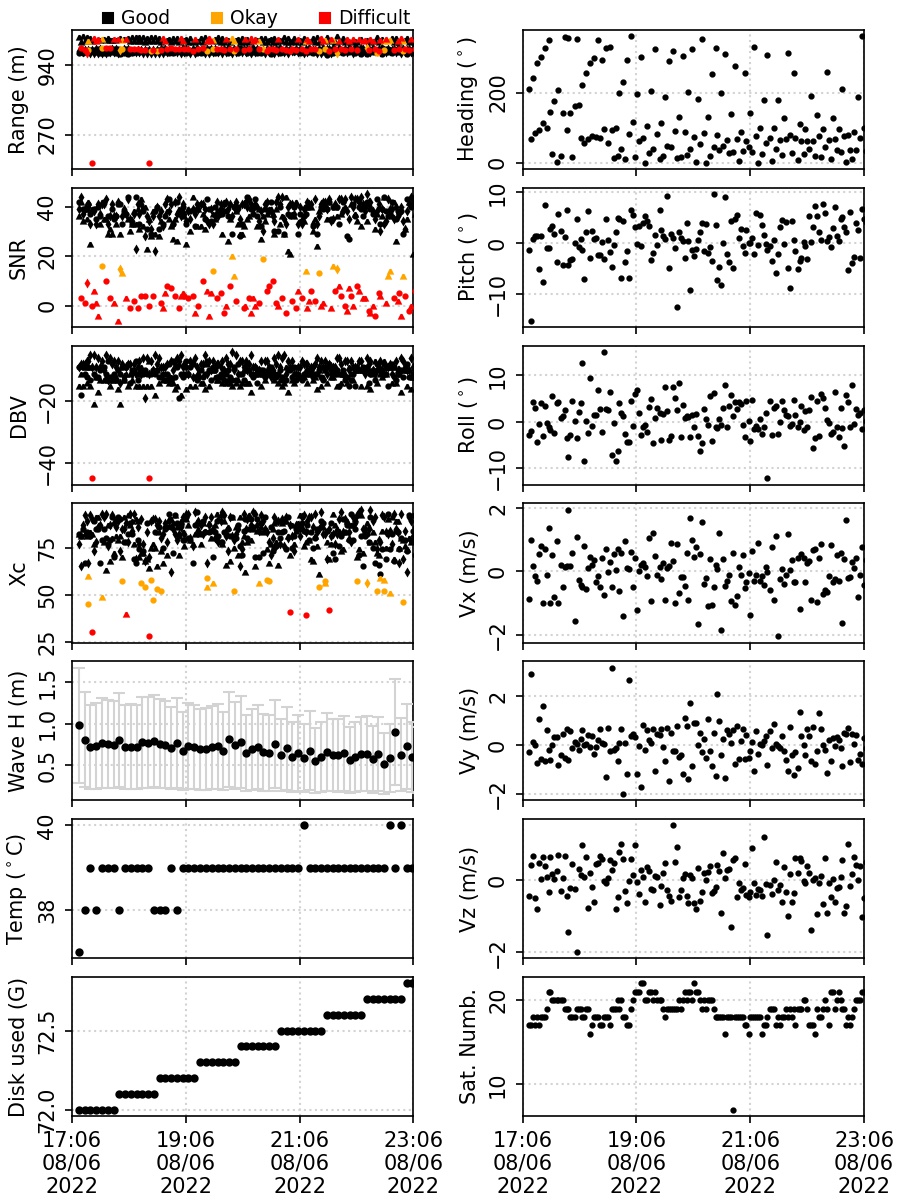 Good Okay Difficult
Range (m)
940
270
Heading (°)
200
0
SNR
40
20
0
Pitch (°)
10
0
−10
DBV
−20
−40
Roll (°)
10
0
−10
Xc
75
50
25
Vx (m/s)
2
0
−2
Wave H (m)
1.5
1.0
0.5
Vy (m/s)
2
0
−2
Temp (°C)
40
38
Vz (m/s)
0
−2
Disk used (G)
72.5
72.0
Sat. Numb.
20
10
17:06 19:06 21:06 23:06 17:06 19:06 21:06 23:06
08/06 08/06 08/06 08/06 08/06 08/06 08/06 08/06
2022 2022 2022 2022 2022 2022 2022 2022